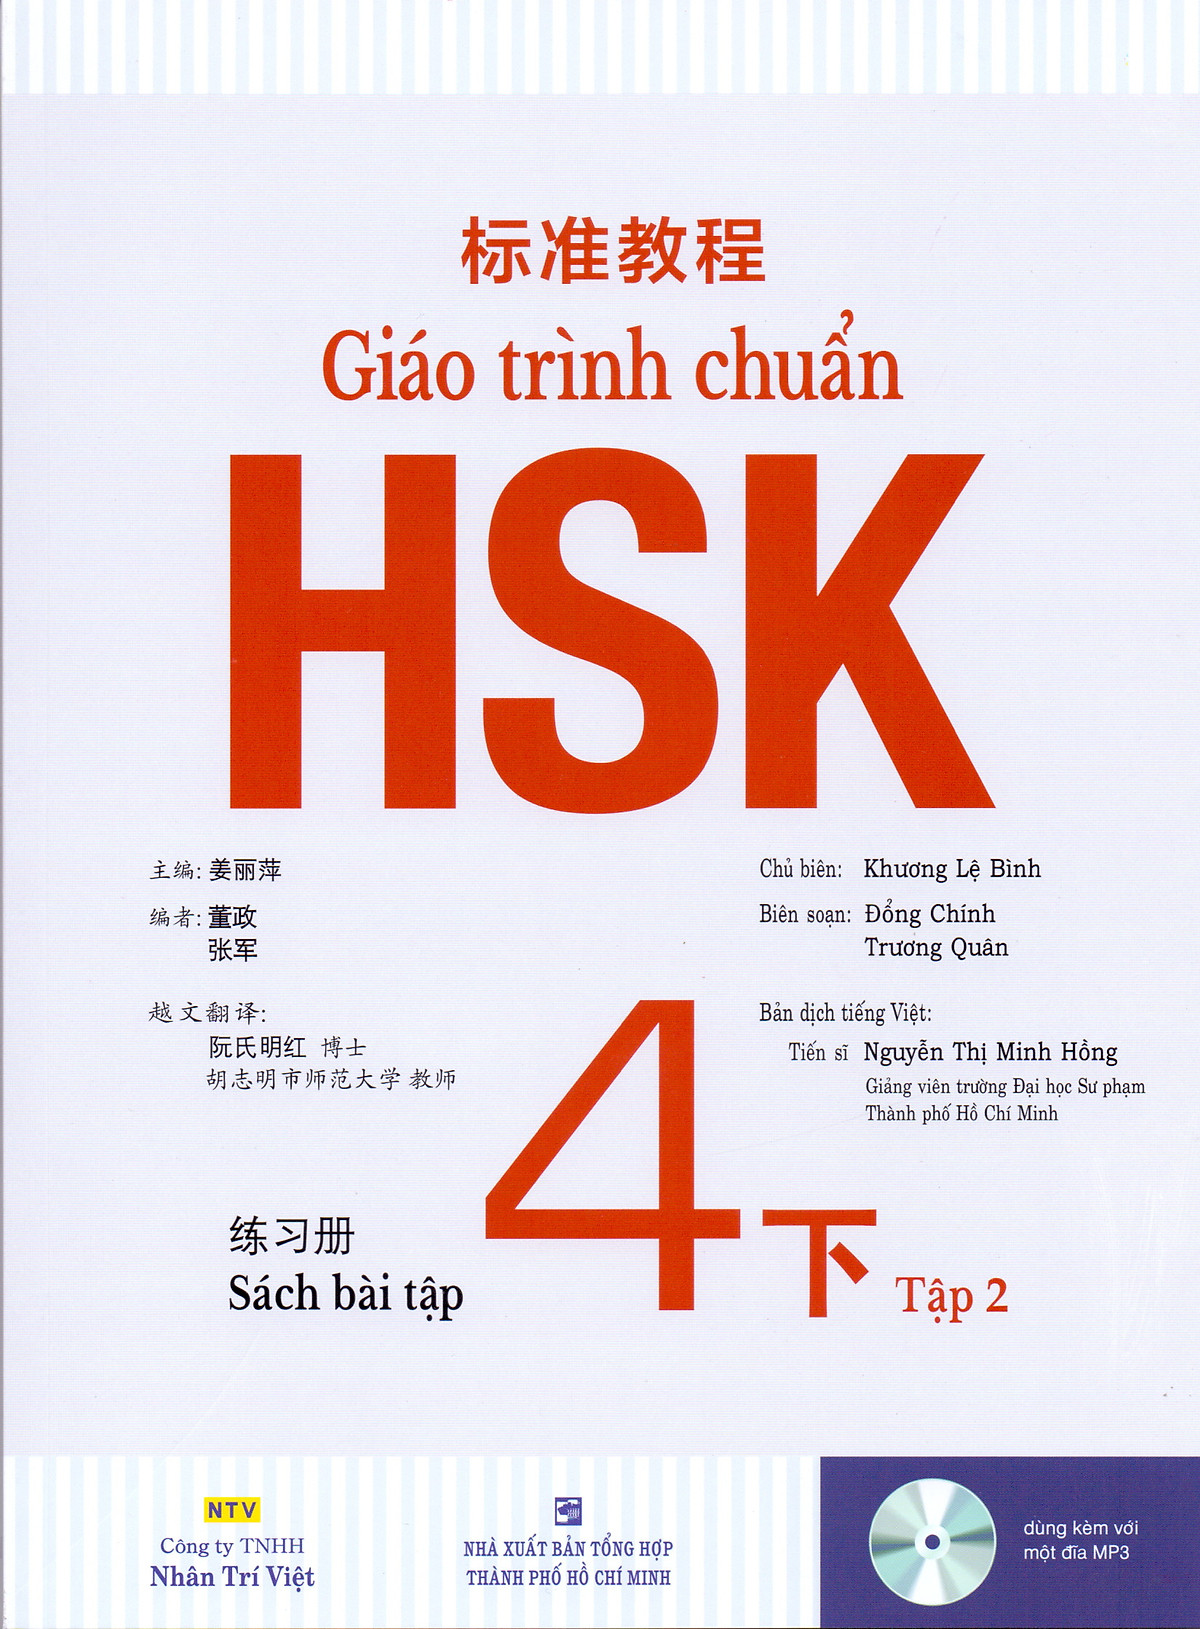 标准教程
Giáo trình chuẩn
HSK
主编: 姜丽萍
编者: 董政
张军
越文翻译:
阮氏明红 博士
胡志明市师范大学 教师
Chủ biên: Khương Lệ Bình
Biên soạn: Đổng Chính
Trương Quân
Bản dịch tiếng Việt:
Tiến sĩ Nguyễn Thị Minh Hồng
Giảng viên trường Đại học Sư phạm
Thành phố Hồ Chí Minh
练习册
Sách bài tập
4下 Tập 2
NTV
Công ty TNHH
Nhân Trí Việt
NHÀ XUẤT BẢN TỔNG HỢP
THÀNH PHỐ HỒ CHÍ MINH
dùng kèm với
một đĩa MP3